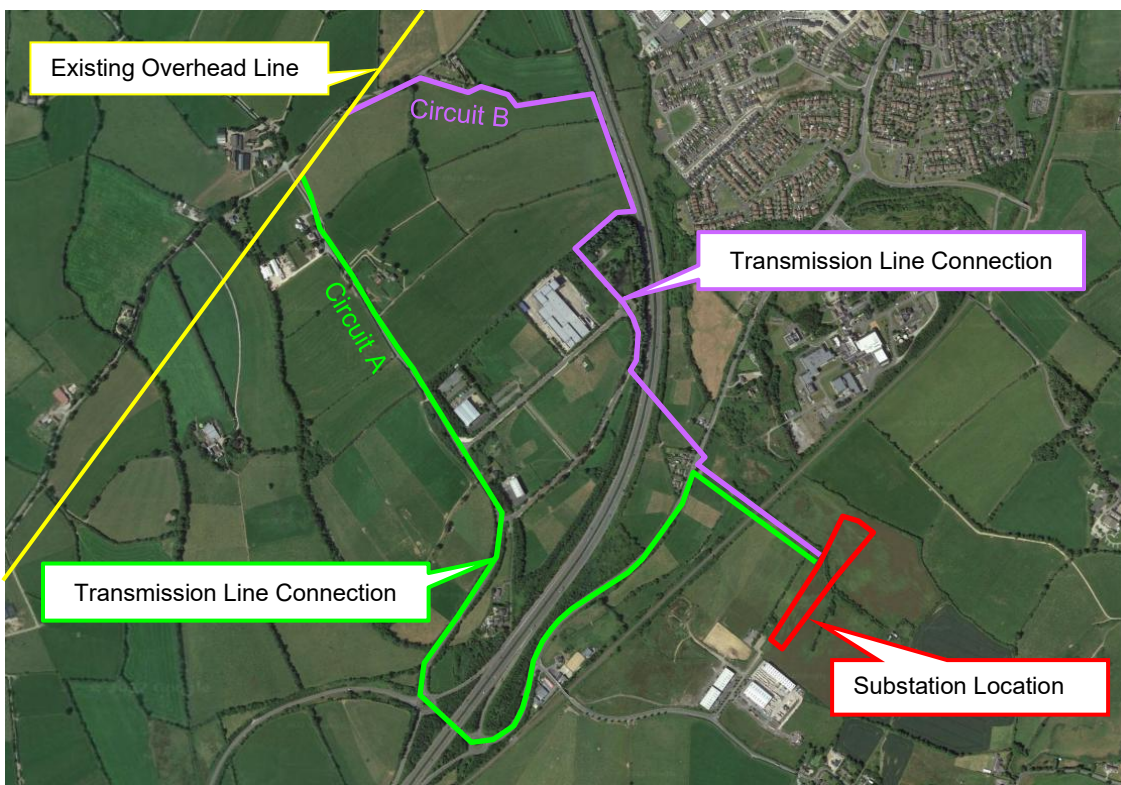 Existing Overhead Line
Circuit B
Transmission Line Connection
Circuit A
Transmission Line Connection
Substation Location